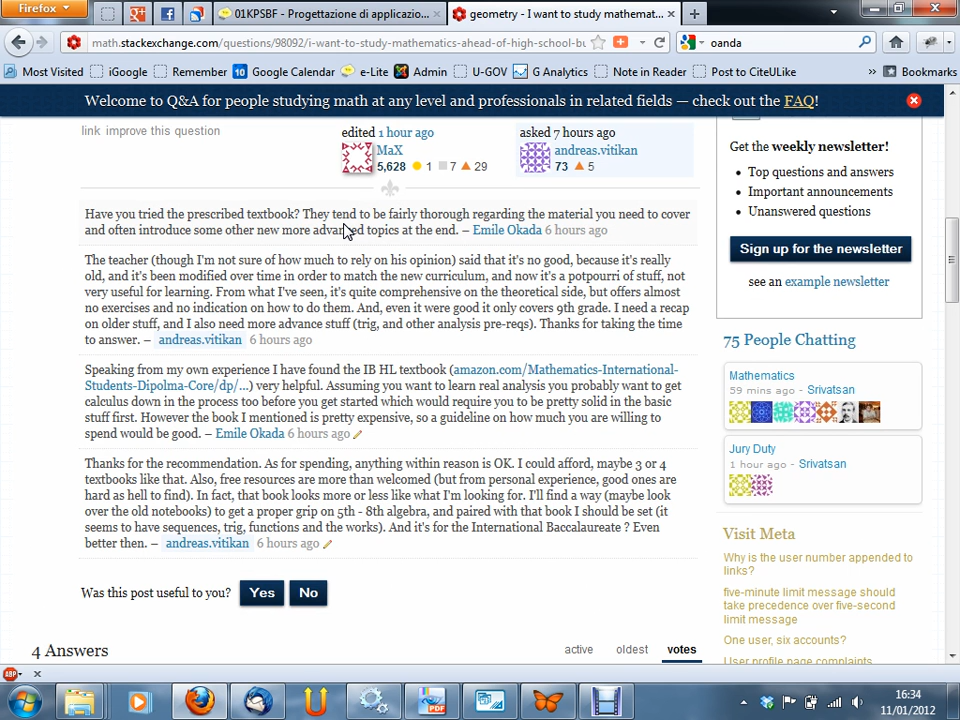 Firefox
01KPSBF - Progettazione di applicazio...
geometry - I want to study mathemat...
math.stackexchange.com/questions/98092/i-want-to-study-mathematics-ahead-of-high-school-bu
oanda
Most Visited iGoogle Remember 10 Google Calendar e-Lite Admin U-GOV G Analytics Note in Reader Post to CiteULike » Bookmarks
Welcome to Q&A for people studying math at any level and professionals in related fields — check out the FAQ!
link improve this question
edited 1 hour ago
MaX
5,628 1 7 29
asked 7 hours ago
andreas.vitikan
73 5
Have you tried the prescribed textbook? They tend to be fairly thorough regarding the material you need to cover
and often introduce some other new more advanced topics at the end. – Emile Okada 6 hours ago
The teacher (though I'm not sure of how much to rely on his opinion) said that it's no good, because it's really
old, and it's been modified over time in order to match the new curriculum, and now it's a potpourri of stuff, not
very useful for learning. From what I've seen, it's quite comprehensive on the theoretical side, but offers almost
no exercises and no indication on how to do them. And, even it were good it only covers 9th grade. I need a recap
on older stuff, and I also need more advance stuff (trig, and other analysis pre-reqs). Thanks for taking the time
to answer. – andreas.vitikan 6 hours ago
Speaking from my own experience I have found the IB HL textbook (amazon.com/Mathematics-International-
Students-Dipolma-Core/dp/...) very helpful. Assuming you want to learn real analysis you probably want to get
calculus down in the process too before you get started which would require you to be pretty solid in the basic
stuff first. However the book I mentioned is pretty expensive, so a guideline on how much you are willing to
spend would be good. – Emile Okada 6 hours ago
Thanks for the recommendation. As for spending, anything within reason is OK. I could afford, maybe 3 or 4
textbooks like that. Also, free resources are more than welcomed (but from personal experience, good ones are
hard as hell to find). In fact, that book looks more or less like what I'm looking for. I'll find a way (maybe look
over the old notebooks) to get a proper grip on 5th - 8th algebra, and paired with that book I should be set (it
seems to have sequences, trig, functions and the works). And it's for the International Baccalaureate ? Even
better then. – andreas.vitikan 6 hours ago
Was this post useful to you? Yes No
4 Answers
active oldest votes
Get the weekly newsletter!
Top questions and answers
Important announcements
Unanswered questions
Sign up for the newsletter
see an example newsletter
75 People Chatting
Mathematics
59 mins ago - Srivatsan
Jury Duty
1 hour ago - Srivatsan
Visit Meta
Why is the user number appended to
links?
five-minute limit message should
take precedence over five-second
limit message
One user, six accounts?
User profile page complaints
ABP
PDF
16:34
11/01/2012